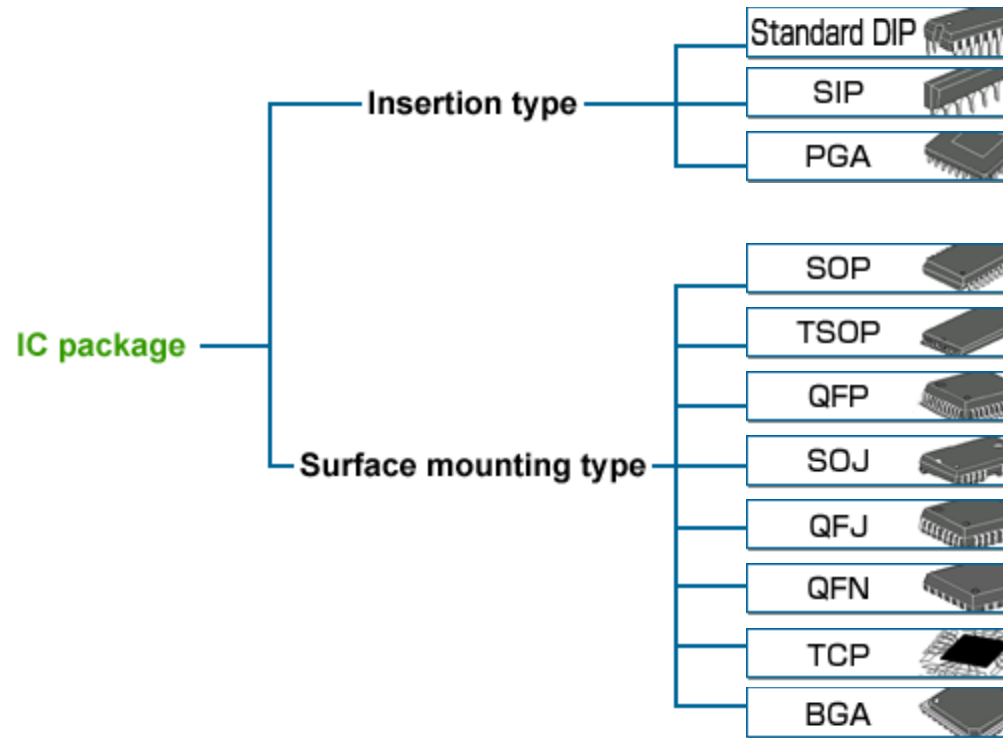 Standard DIP
SIP
Insertion type
PGA
SOP
TSOP
IC package
QFP
SOJ
Surface mounting type
QFJ
QFN
TCP
BGA